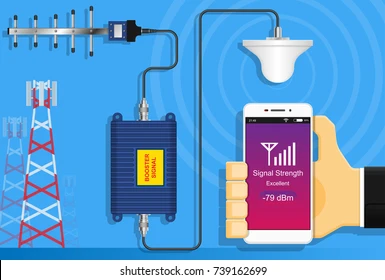 BOOSTER
SIGNAL
Signal Strength
Excellent
-79 dBm
shutterstock.com · 739162699